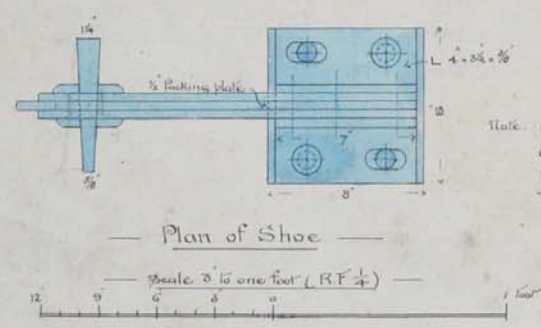 1¼"
½" Packing plate
L 4" × 3½" × ⅜"
7"
8"
8"
Note.
⅝"
Plan of Shoe
Scale 3" to one foot (R F ¼)
12" 9" 6" 3" 0 1 foot